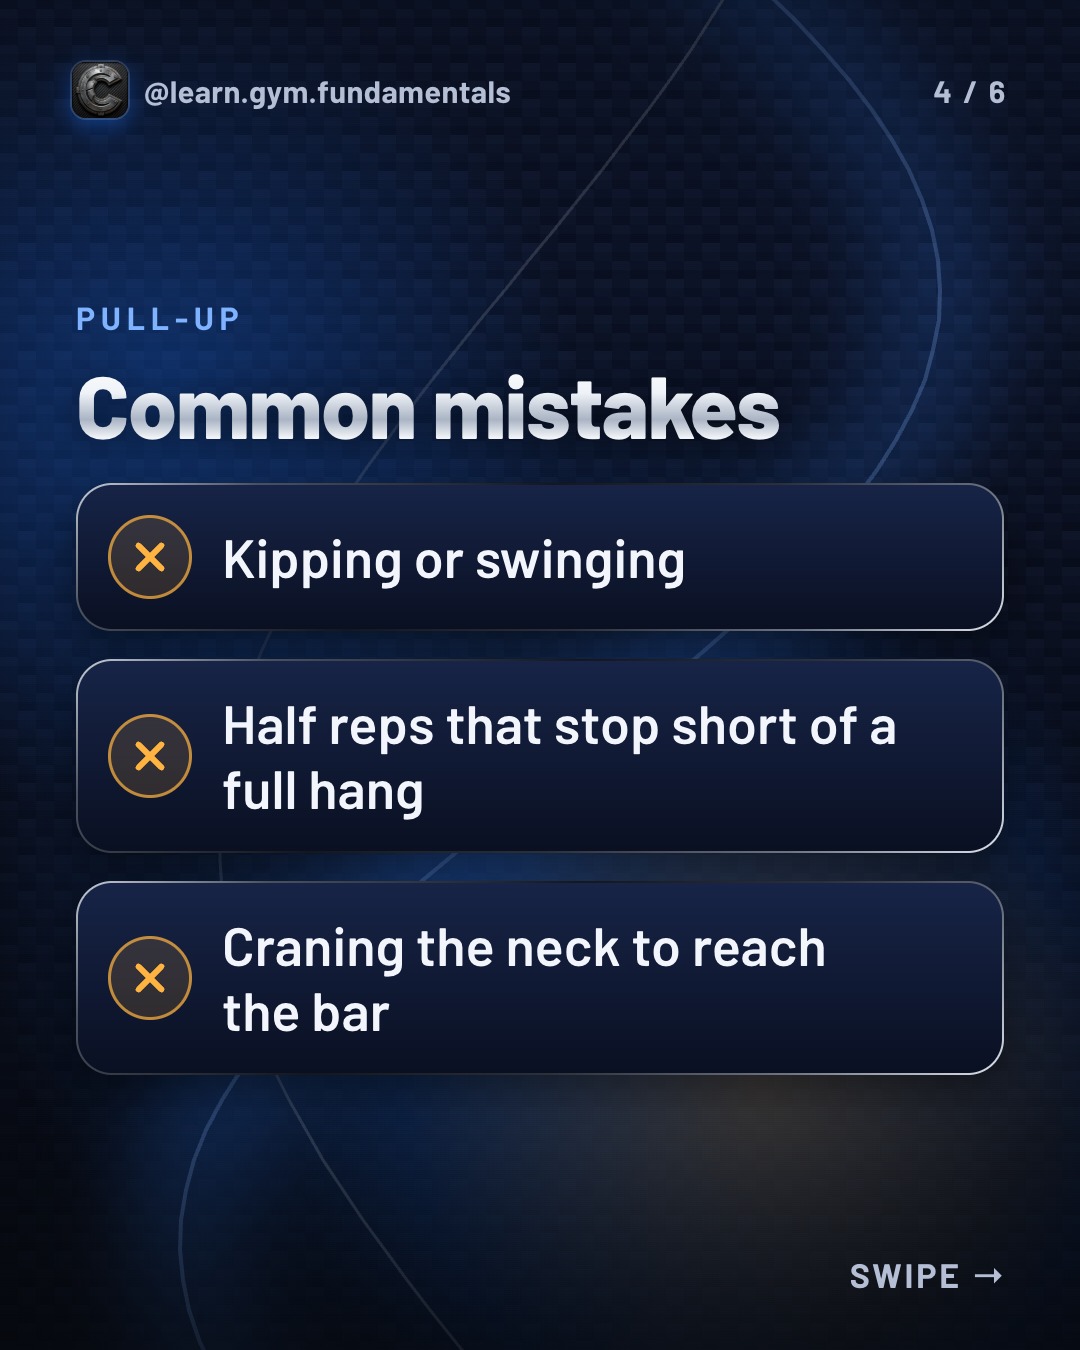 @learn.gym.fundamentals
4 / 6
PULL-UP
Common mistakes
Kipping or swinging
Half reps that stop short of a
full hang
Craning the neck to reach
the bar
SWIPE →